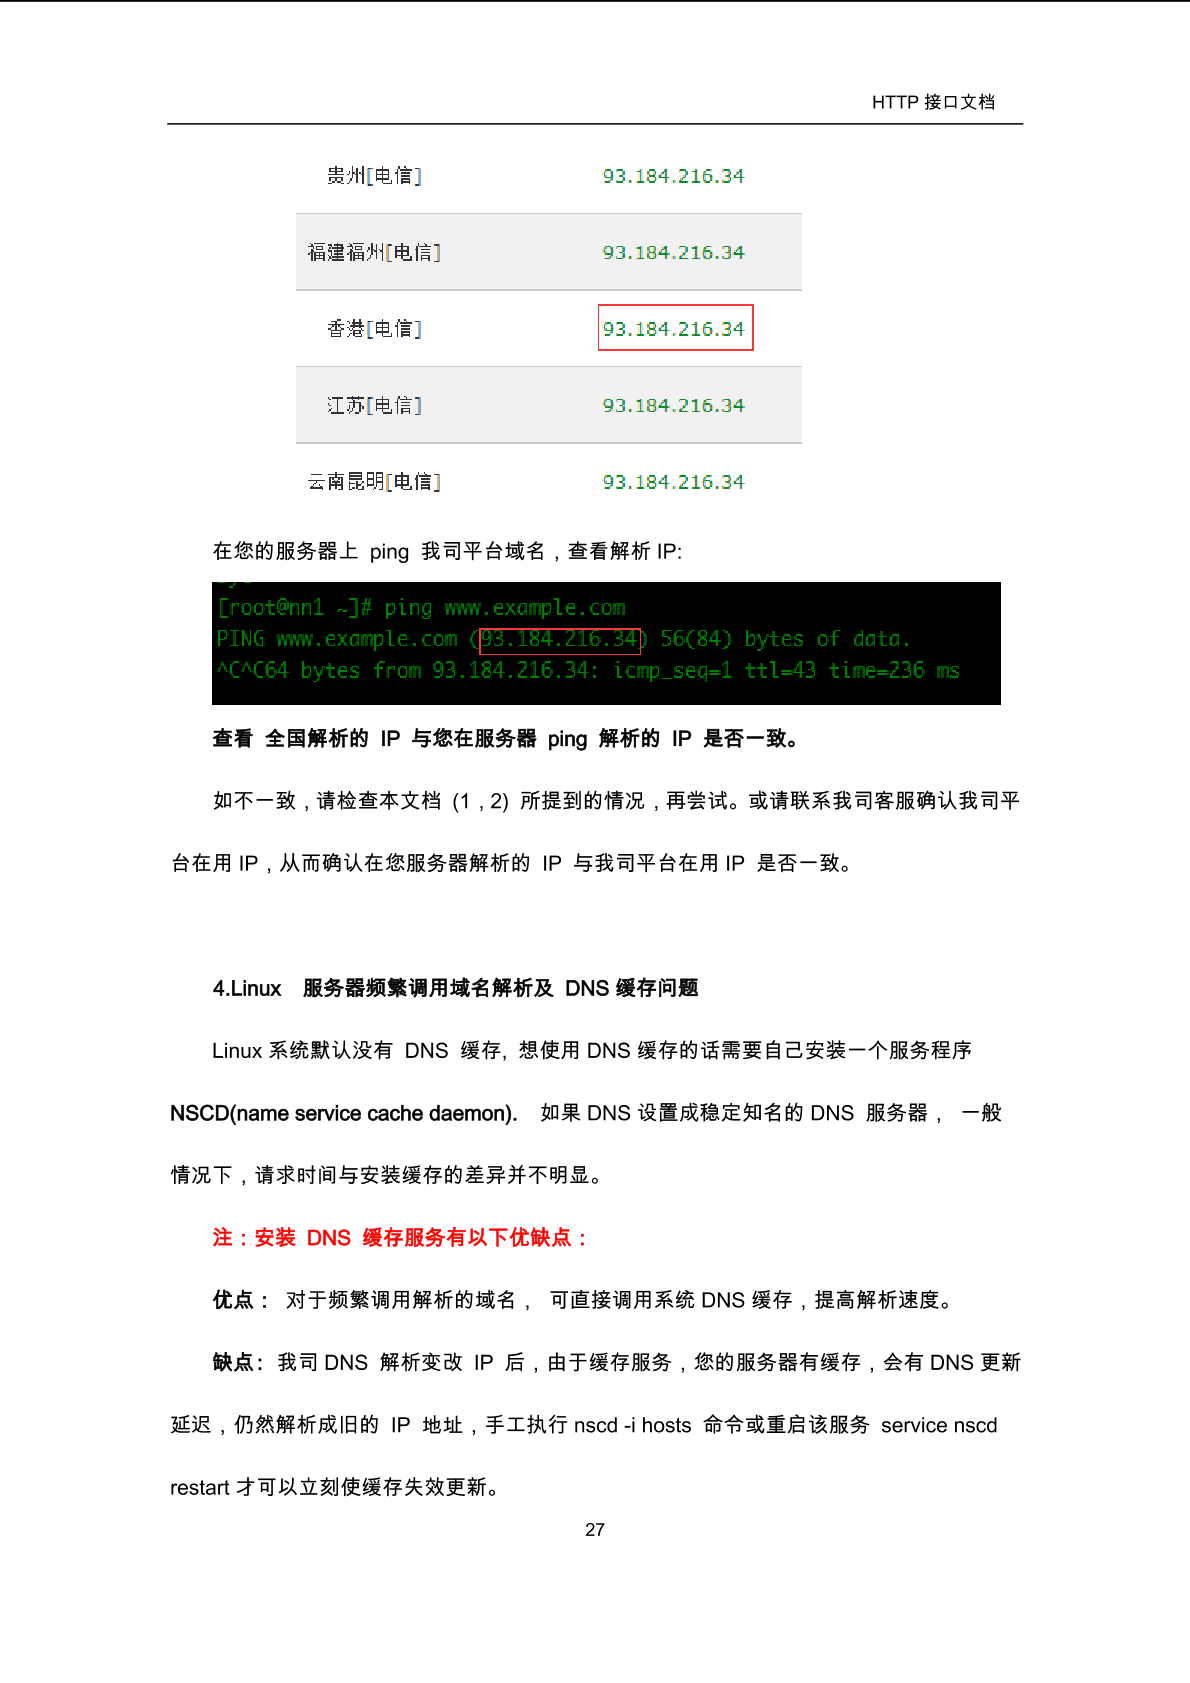 HTTP 接口文档
贵州[电信] 93.184.216.34
福建福州[电信] 93.184.216.34
香港[电信] 93.184.216.34
江苏[电信] 93.184.216.34
云南昆明[电信] 93.184.216.34
在您的服务器上 ping 我司平台域名，查看解析 IP:
[root@nn1 ~]# ping www.example.com
PING www.example.com (93.184.216.34) 56(84) bytes of data.
^C^C64 bytes from 93.184.216.34: icmp_seq=1 ttl=43 time=236 ms
查看 全国解析的 IP 与您在服务器 ping 解析的 IP 是否一致。
如不一致，请检查本文档 (1，2) 所提到的情况，再尝试。或请联系我司客服确认我司平
台在用 IP，从而确认在您服务器解析的 IP 与我司平台在用 IP 是否一致。
4.Linux 服务器频繁调用域名解析及 DNS 缓存问题
Linux 系统默认没有 DNS 缓存, 想使用 DNS 缓存的话需要自己安装一个服务程序
NSCD(name service cache daemon). 如果 DNS 设置成稳定知名的 DNS 服务器， 一般
情况下，请求时间与安装缓存的差异并不明显。
注：安装 DNS 缓存服务有以下优缺点：
优点： 对于频繁调用解析的域名， 可直接调用系统 DNS 缓存，提高解析速度。
缺点: 我司 DNS 解析变改 IP 后，由于缓存服务，您的服务器有缓存，会有 DNS 更新
延迟，仍然解析成旧的 IP 地址，手工执行 nscd -i hosts 命令或重启该服务 service nscd
restart 才可以立刻使缓存失效更新。
27